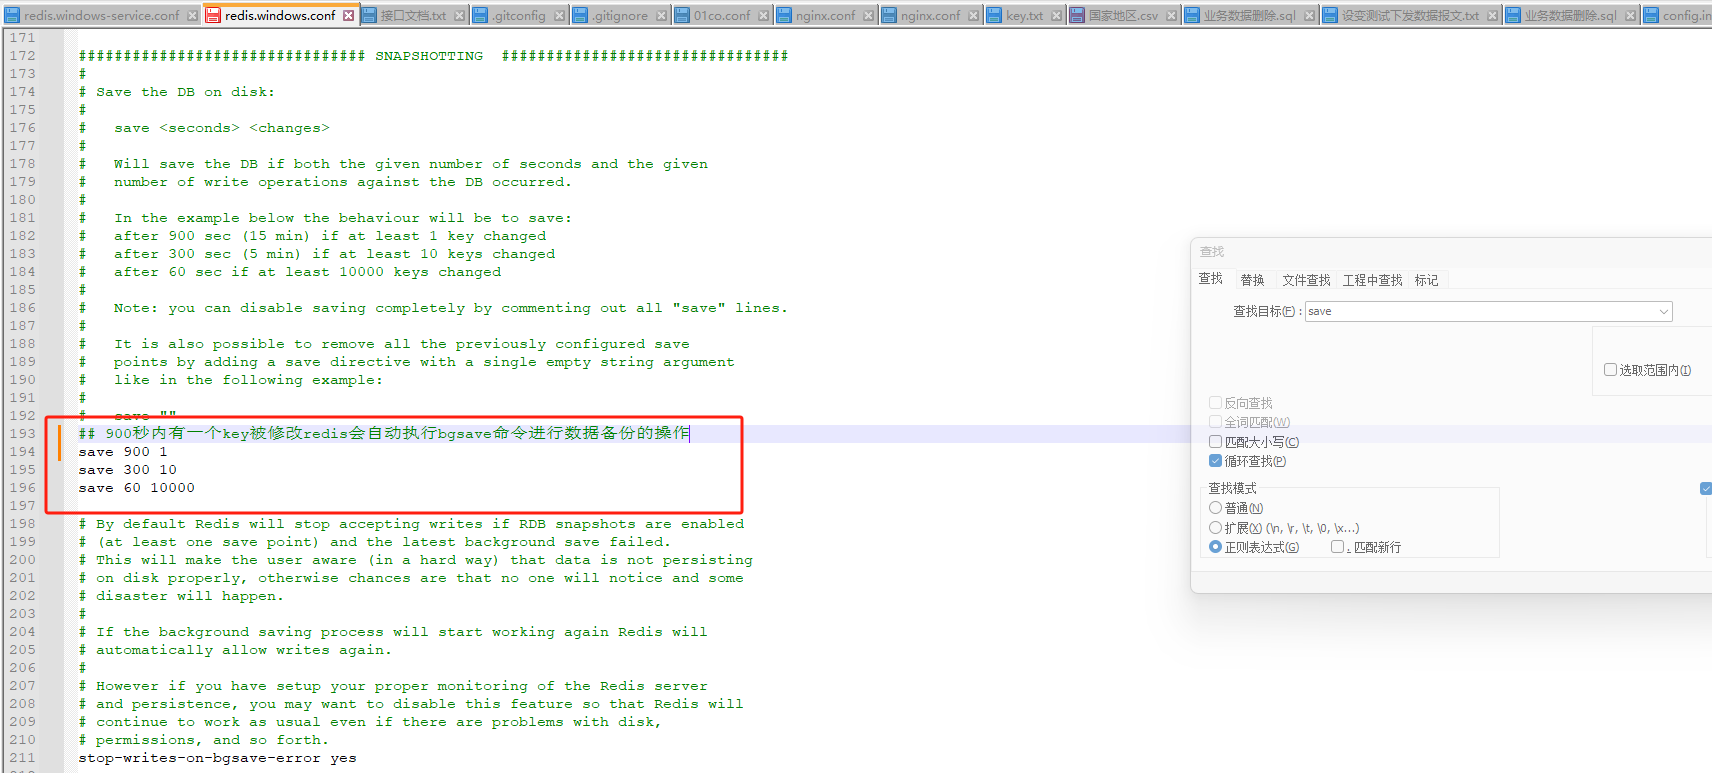 redis.windows-service.conf redis.windows.conf 接口文档.txt .gitconfig .gitignore 01co.conf nginx.conf nginx.conf key.txt 国家地区.csv 业务数据删除.sql 设变测试下发数据报文.txt 业务数据删除.sql config.in
171
172 ################################ SNAPSHOTTING  ################################
173 #
174 # Save the DB on disk:
175 #
176 #   save <seconds> <changes>
177 #
178 #   Will save the DB if both the given number of seconds and the given
179 #   number of write operations against the DB occurred.
180 #
181 #   In the example below the behaviour will be to save:
182 #   after 900 sec (15 min) if at least 1 key changed
183 #   after 300 sec (5 min) if at least 10 keys changed
184 #   after 60 sec if at least 10000 keys changed
185 #
186 #   Note: you can disable saving completely by commenting out all "save" lines.
187 #
188 #   It is also possible to remove all the previously configured save
189 #   points by adding a save directive with a single empty string argument
190 #   like in the following example:
191 #
192 #   save ""
193 ## 900秒内有一个key被修改redis会自动执行bgsave命令进行数据备份的操作
194 save 900 1
195 save 300 10
196 save 60 10000
197
198 # By default Redis will stop accepting writes if RDB snapshots are enabled
199 # (at least one save point) and the latest background save failed.
200 # This will make the user aware (in a hard way) that data is not persisting
201 # on disk properly, otherwise chances are that no one will notice and some
202 # disaster will happen.
203 #
204 # If the background saving process will start working again Redis will
205 # automatically allow writes again.
206 #
207 # However if you have setup your proper monitoring of the Redis server
208 # and persistence, you may want to disable this feature so that Redis will
209 # continue to work as usual even if there are problems with disk,
210 # permissions, and so forth.
211 stop-writes-on-bgsave-error yes
查找
查找 替换 文件查找 工程中查找 标记
查找目标(F) : save
选取范围内(I)
反向查找
全词匹配(W)
匹配大小写(C)
循环查找(P)
查找模式
普通(N)
扩展(X) (\n, \r, \t, \0, \x...)
正则表达式(G) . 匹配新行